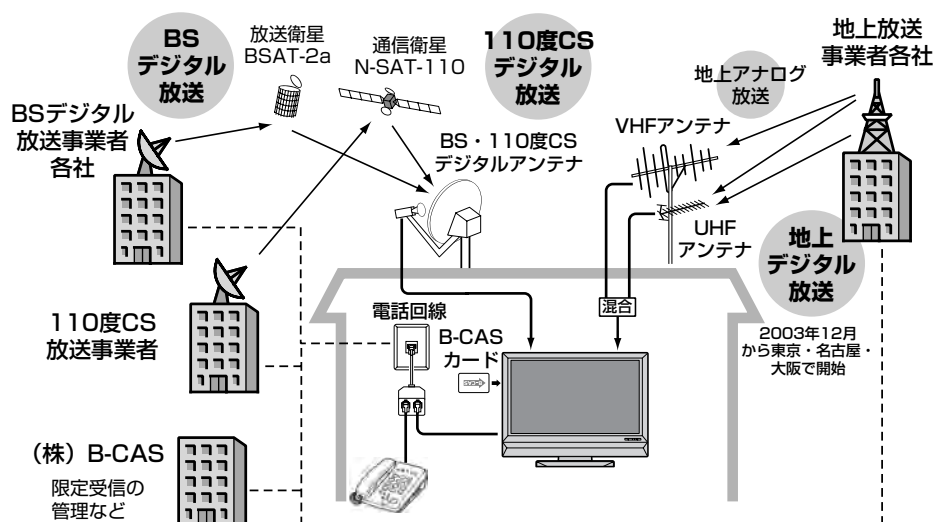 BS
デジタル
放送
放送衛星
BSAT-2a
通信衛星
N-SAT-110
110度CS
デジタル
放送
地上放送
事業者各社
地上アナログ
放送
BSデジタル
放送事業者
各社
BS・110度CS
デジタルアンテナ
VHFアンテナ
UHF
アンテナ
地上
デジタル
放送
2003年12月
から東京・名古屋・
大阪で開始
混合
110度CS
放送事業者
電話回線
B-CAS
カード
（株）B-CAS
限定受信の
管理など